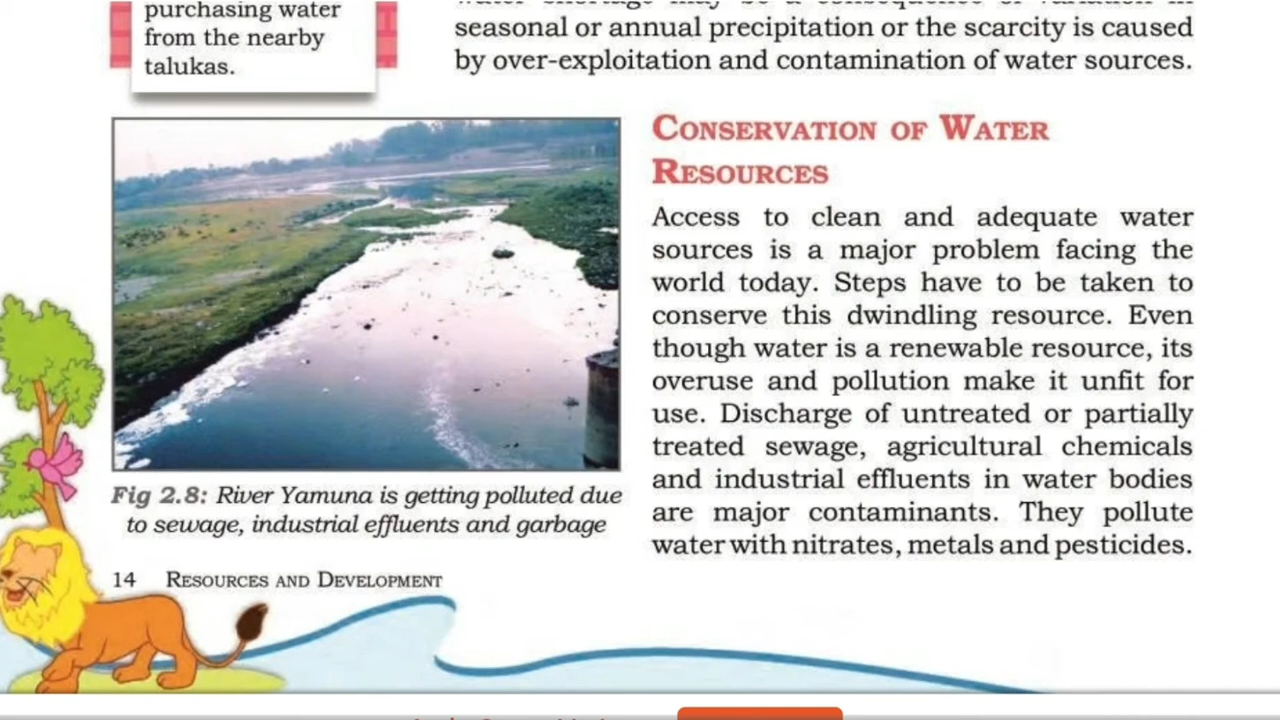 purchasing water
from the nearby
talukas.
seasonal or annual precipitation or the scarcity is caused
by over-exploitation and contamination of water sources.
CONSERVATION OF WATER
RESOURCES
Access to clean and adequate water
sources is a major problem facing the
world today. Steps have to be taken to
conserve this dwindling resource. Even
though water is a renewable resource, its
overuse and pollution make it unfit for
use. Discharge of untreated or partially
treated sewage, agricultural chemicals
and industrial effluents in water bodies
are major contaminants. They pollute
water with nitrates, metals and pesticides.
Fig 2.8: River Yamuna is getting polluted due
to sewage, industrial effluents and garbage
14 RESOURCES AND DEVELOPMENT